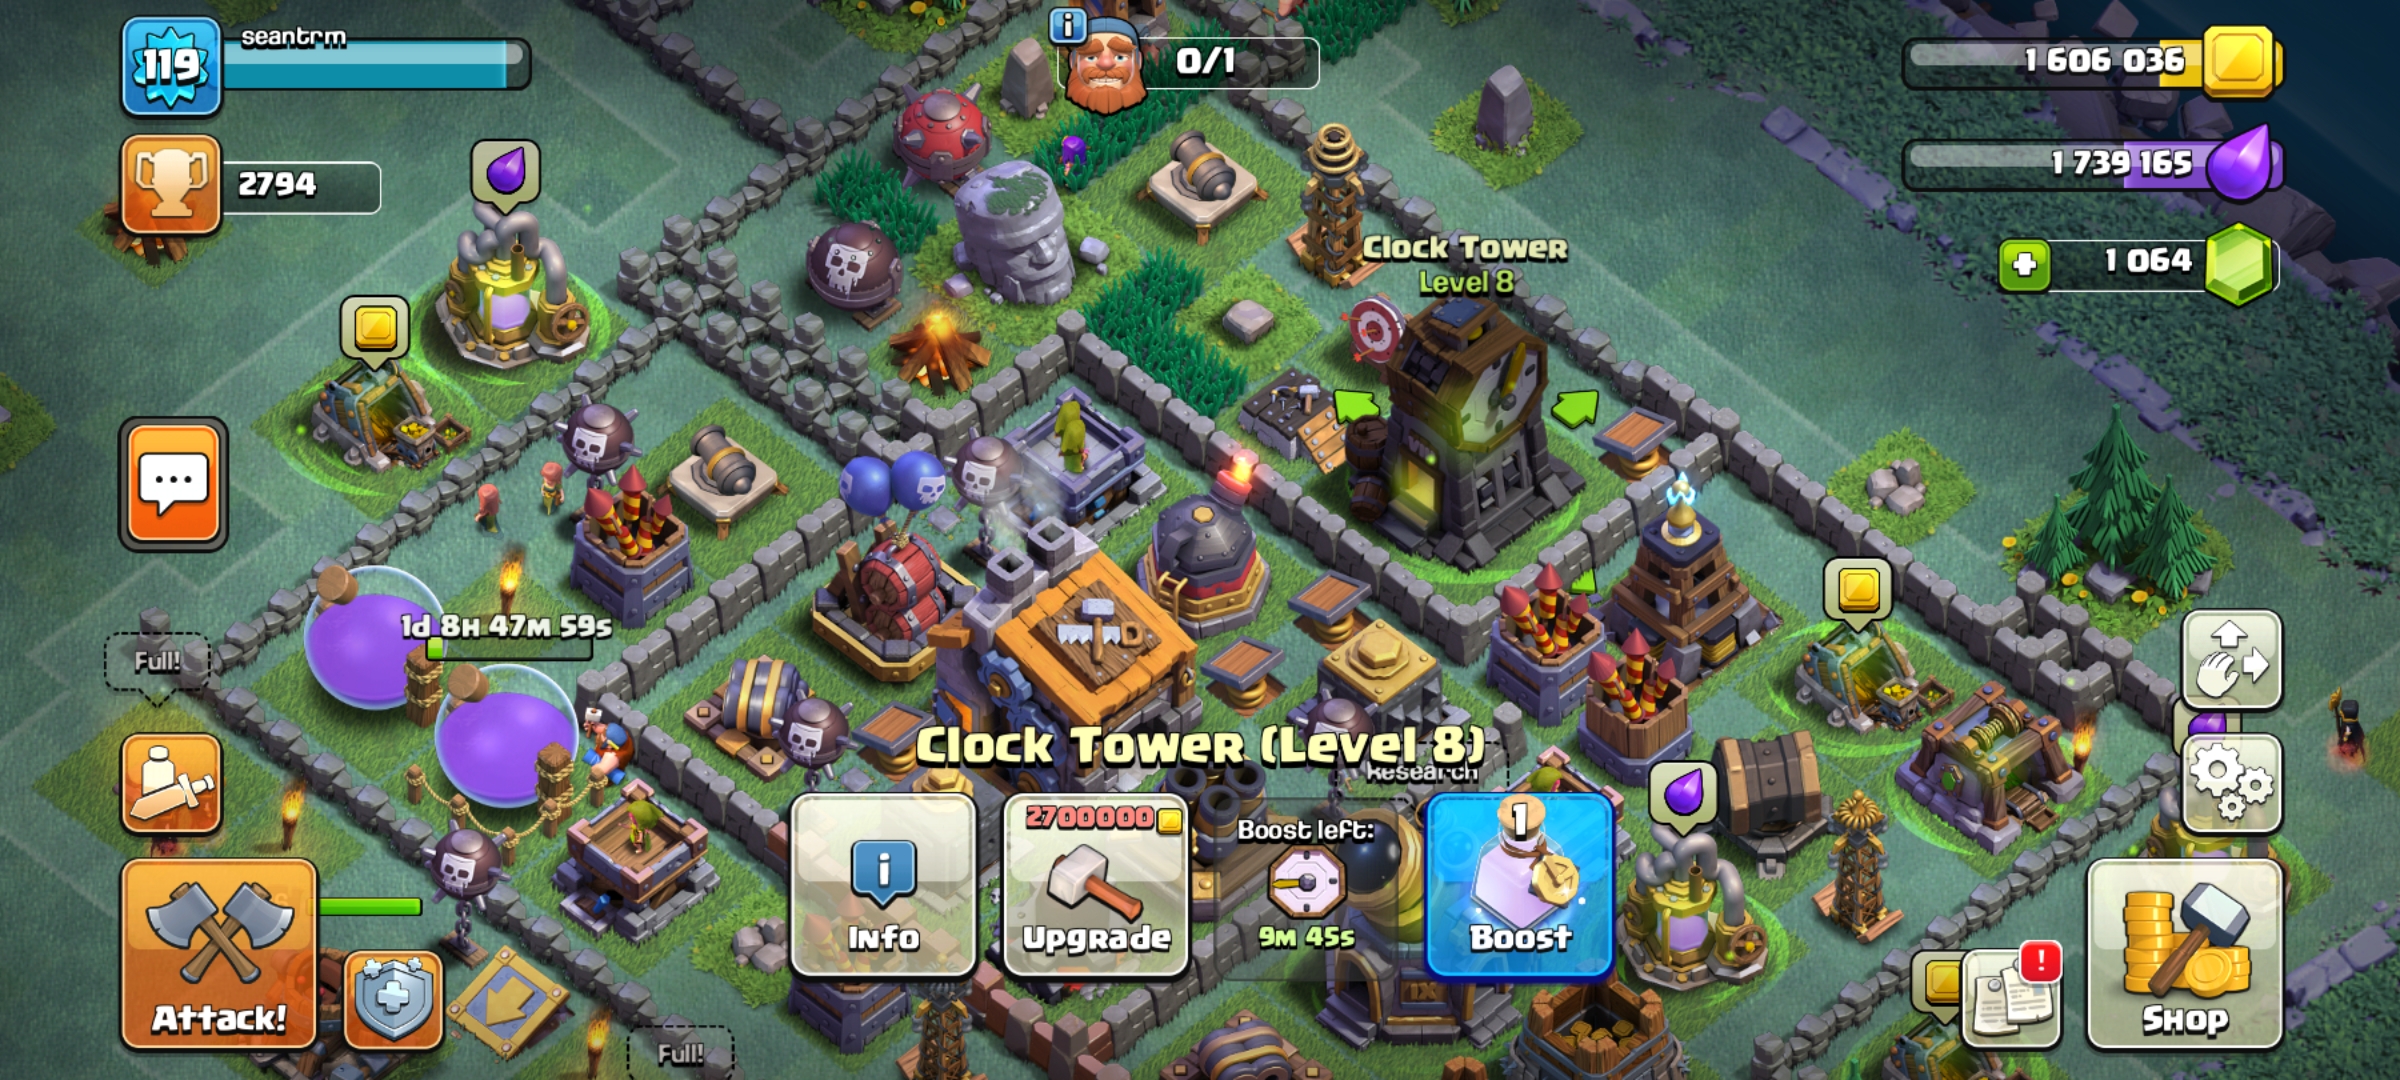 seantrm
119
0/1
1 606 036
2794
1 739 165
1 064
Clock Tower
Level 8
1d 8H 47M 59s
Full!
Clock Tower (Level 8)
Research
2700000
Boost left:
1
Info
Upgrade
9M 45s
Boost
!
Attack!
Shop
Full!